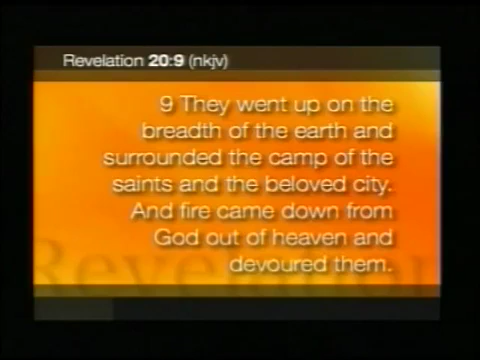 Revelation 20:9 (nkjv)
9 They went up on the
breadth of the earth and
surrounded the camp of the
saints and the beloved city.
And fire came down from
God out of heaven and
devoured them.
Revelation